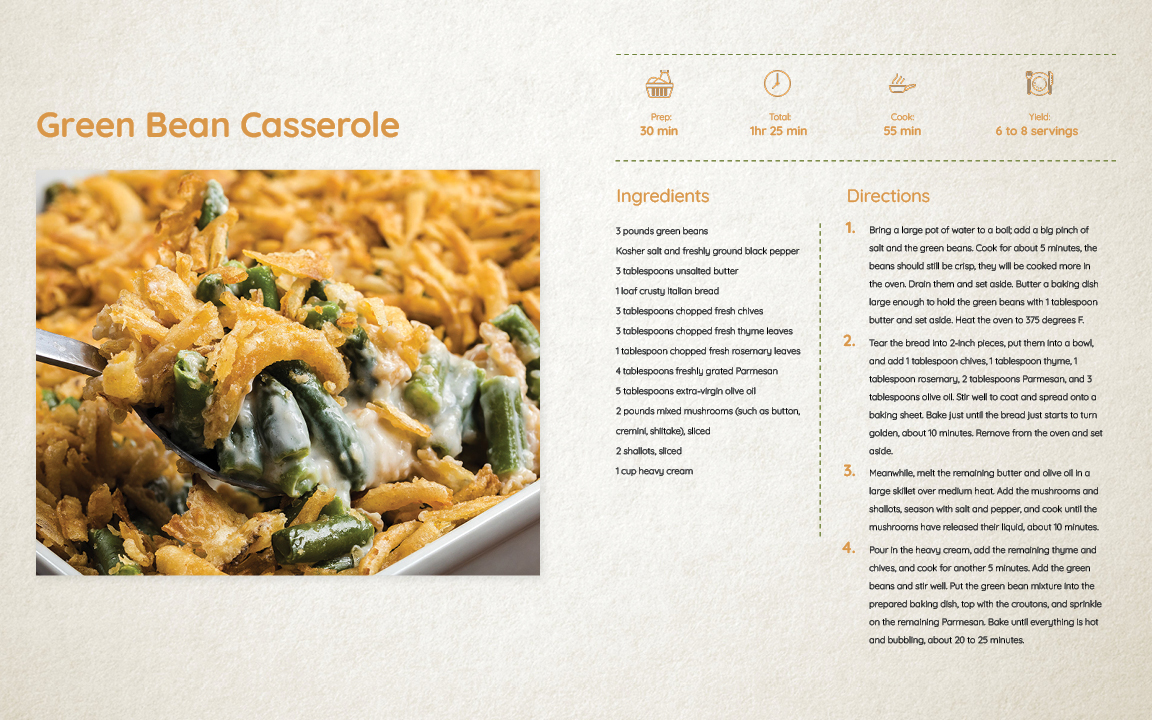 Green Bean Casserole
Prep:
30 min
Total:
1hr 25 min
Cook:
55 min
Yield:
6 to 8 servings
Ingredients
3 pounds green beans
Kosher salt and freshly ground black pepper
3 tablespoons unsalted butter
1 loaf crusty Italian bread
3 tablespoons chopped fresh chives
3 tablespoons chopped fresh thyme leaves
1 tablespoon chopped fresh rosemary leaves
4 tablespoons freshly grated Parmesan
5 tablespoons extra-virgin olive oil
2 pounds mixed mushrooms (such as button,
cremini, shiitake), sliced
2 shallots, sliced
1 cup heavy cream
Directions
1. Bring a large pot of water to a boil; add a big pinch of
salt and the green beans. Cook for about 5 minutes, the
beans should still be crisp, they will be cooked more in
the oven. Drain them and set aside. Butter a baking dish
large enough to hold the green beans with 1 tablespoon
butter and set aside. Heat the oven to 375 degrees F.
2. Tear the bread into 2-inch pieces, put them into a bowl,
and add 1 tablespoon chives, 1 tablespoon thyme, 1
tablespoon rosemary, 2 tablespoons Parmesan, and 3
tablespoons olive oil. Stir well to coat and spread onto a
baking sheet. Bake just until the bread just starts to turn
golden, about 10 minutes. Remove from the oven and set
aside.
3. Meanwhile, melt the remaining butter and olive oil in a
large skillet over medium heat. Add the mushrooms and
shallots, season with salt and pepper, and cook until the
mushrooms have released their liquid, about 10 minutes.
4. Pour in the heavy cream, add the remaining thyme and
chives, and cook for another 5 minutes. Add the green
beans and stir well. Put the green bean mixture into the
prepared baking dish, top with the croutons, and sprinkle
on the remaining Parmesan. Bake until everything is hot
and bubbling, about 20 to 25 minutes.